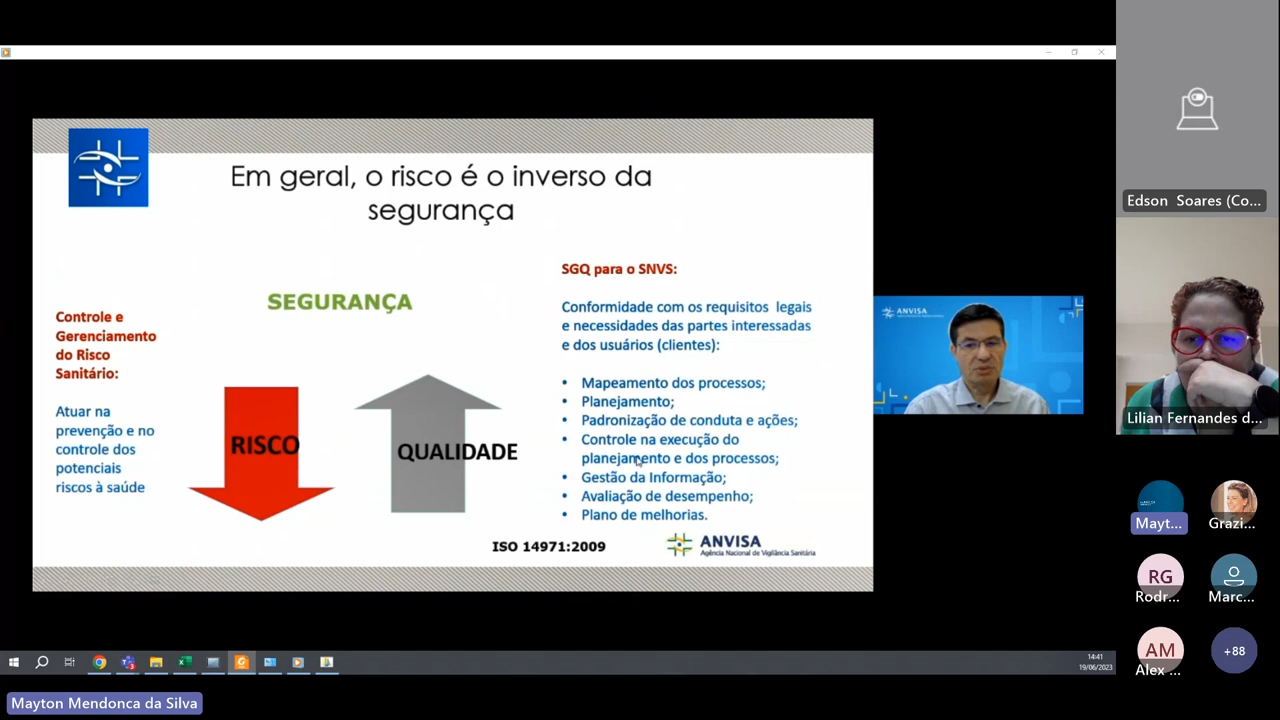 Em geral, o risco é o inverso da
segurança
SEGURANÇA
Controle e
Gerenciamento
do Risco
Sanitário:
Atuar na
prevenção e no
controle dos
potenciais
riscos à saúde
RISCO
QUALIDADE
SGQ para o SNVS:
Conformidade com os requisitos legais
e necessidades das partes interessadas
e dos usuários (clientes):
• Mapeamento dos processos;
• Planejamento;
• Padronização de conduta e ações;
• Controle na execução do
planejamento e dos processos;
• Gestão da Informação;
• Avaliação de desempenho;
• Plano de melhorias.
ISO 14971:2009
ANVISA
Agência Nacional de Vigilância Sanitária
ANVISA
Edson Soares (Co...
Lilian Fernandes d...
Mayt...
Grazi...
RG
Rodr...
Marc...
AM
Alex ...
+88
14:41
19/06/2023
Mayton Mendonca da Silva